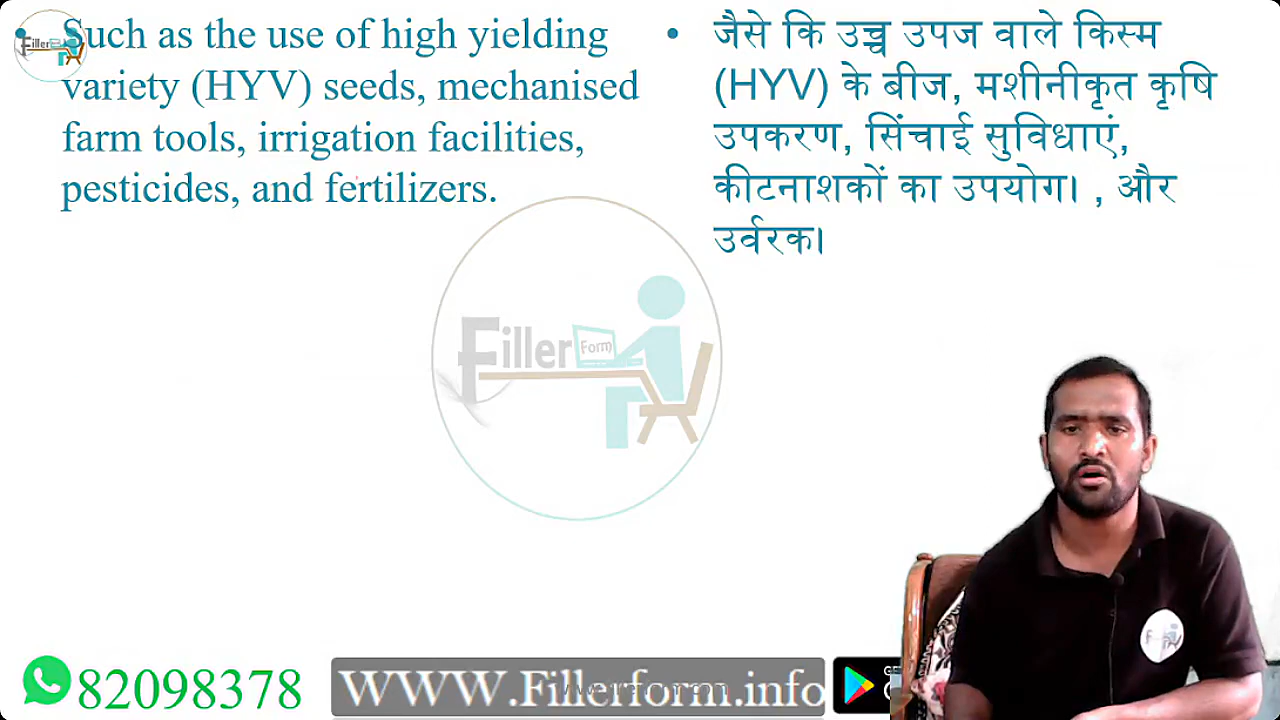 Such as the use of high yielding
variety (HYV) seeds, mechanised
farm tools, irrigation facilities,
pesticides, and fertilizers.
जैसे कि उच्च उपज वाले किस्म
(HYV) के बीज, मशीनीकृत कृषि
उपकरण, सिंचाई सुविधाएं,
कीटनाशकों का उपयोग। , और
उर्वरक।
Filler Form
82098378
WWW.Fillerform.info